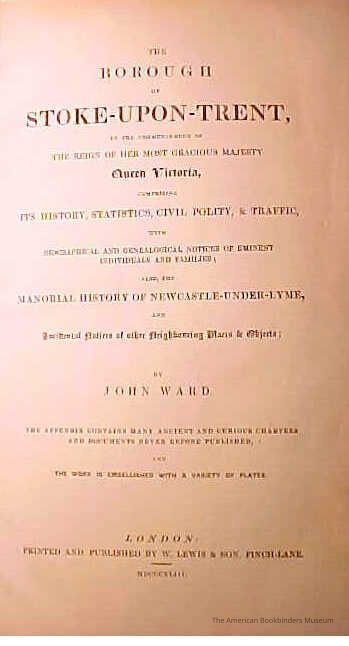 THE
BOROUGH
OF
STOKE-UPON-TRENT,
IN THE COMMENCEMENT OF
THE REIGN OF HER MOST GRACIOUS MAJESTY
Queen Victoria,
COMPRISING
ITS HISTORY, STATISTICS, CIVIL POLITY, & TRAFFIC,
WITH
BIOGRAPHICAL AND GENEALOGICAL NOTICES OF EMINENT
INDIVIDUALS AND FAMILIES;
ALSO, THE
MANORIAL HISTORY OF NEWCASTLE-UNDER-LYME,
AND
Incidental Notices of other Neighbouring Places & Objects;
BY
JOHN WARD.
THE APPENDIX CONTAINS MANY ANCIENT AND CURIOUS CHARTERS
AND DOCUMENTS NEVER BEFORE PUBLISHED,
AND
THE WORK IS EMBELLISHED WITH A VARIETY OF PLATES.
LONDON:
PRINTED AND PUBLISHED BY W. LEWIS & SON, FINCH-LANE.
MDCCCXLIII.
The American Bookbinders Museum